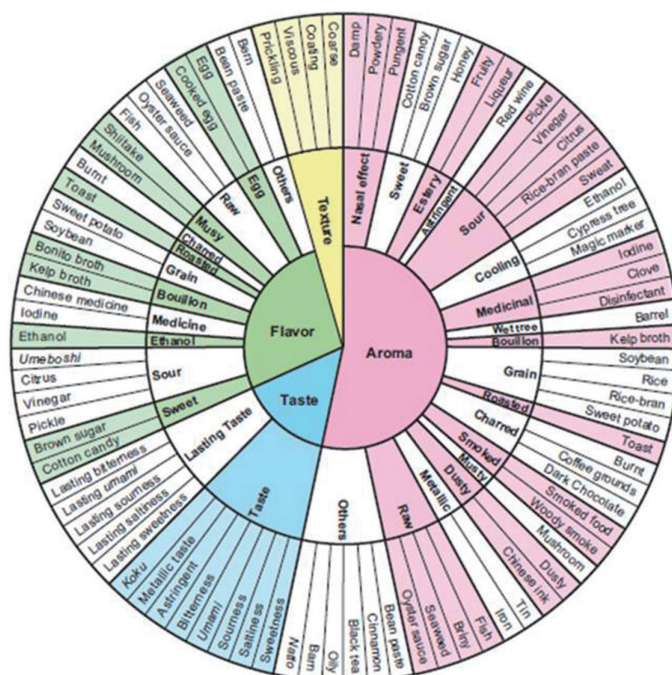 Aroma
Nasal effect
Damp
Powdery
Pungent
Sweet
Cotton candy
Brown sugar
Honey
Estery
Fruity
Liqueur
Astringent
Red wine
Sour
Pickle
Vinegar
Citrus
Rice-bran paste
Sweat
Cooling
Ethanol
Cypress tree
Magic marker
Medicinal
Iodine
Clove
Disinfectant
Wet tree
Barrel
Bouillon
Kelp broth
Grain
Soybean
Rice
Rice-bran
Sweet potato
Roasted
Toast
Charred
Burnt
Coffee grounds
Dark Chocolate
Smoked
Smoked food
Woody smoke
Musty
Mushroom
Dusty
Dusty
Chinese ink
Metallic
Tin
Iron
Raw
Fish
Briny
Seaweed
Oyster sauce
Others
Bean paste
Cinnamon
Black tea
Oily
Barn
Natto
Taste
Taste
Sweetness
Saltiness
Sourness
Umami
Bitterness
Astringent
Metallic taste
Koku
Lasting Taste
Lasting sweetness
Lasting saltiness
Lasting sourness
Lasting umami
Lasting bitterness
Flavor
Sweet
Cotton candy
Brown sugar
Sour
Pickle
Vinegar
Citrus
Umeboshi
Ethanol
Ethanol
Medicine
Iodine
Chinese medicine
Bouillon
Kelp broth
Bonito broth
Grain
Soybean
Sweet potato
Roasted
Toast
Charred
Burnt
Musy
Mushroom
Shiitake
Raw
Fish
Oyster sauce
Seaweed
Egg
Cooked egg
Egg
Others
Bean paste
Bern
Texture
Prickling
Viscous
Coating
Coarse